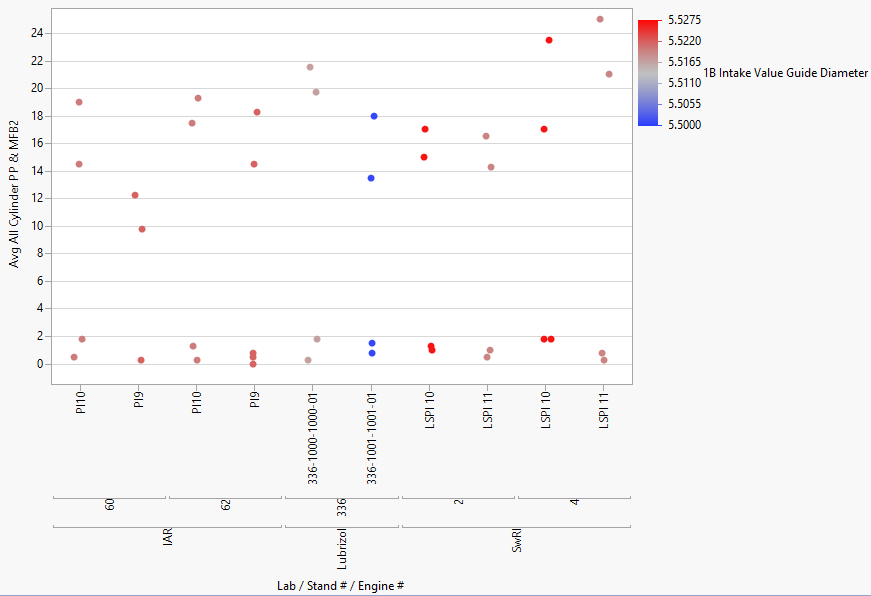 Avg All Cylinder PP & MFB2
24
22
20
18
16
14
12
10
8
6
4
2
0
5.5275
5.5220
5.5165
5.5110
5.5055
5.5000
1B Intake Value Guide Diameter
PI10
PI9
PI10
PI9
336-1000-1000-01
336-1001-1001-01
LSPI 10
LSPI 11
LSPI 10
LSPI 11
60
62
336
2
4
IAR
Lubrizol
SwRI
Lab / Stand # / Engine #